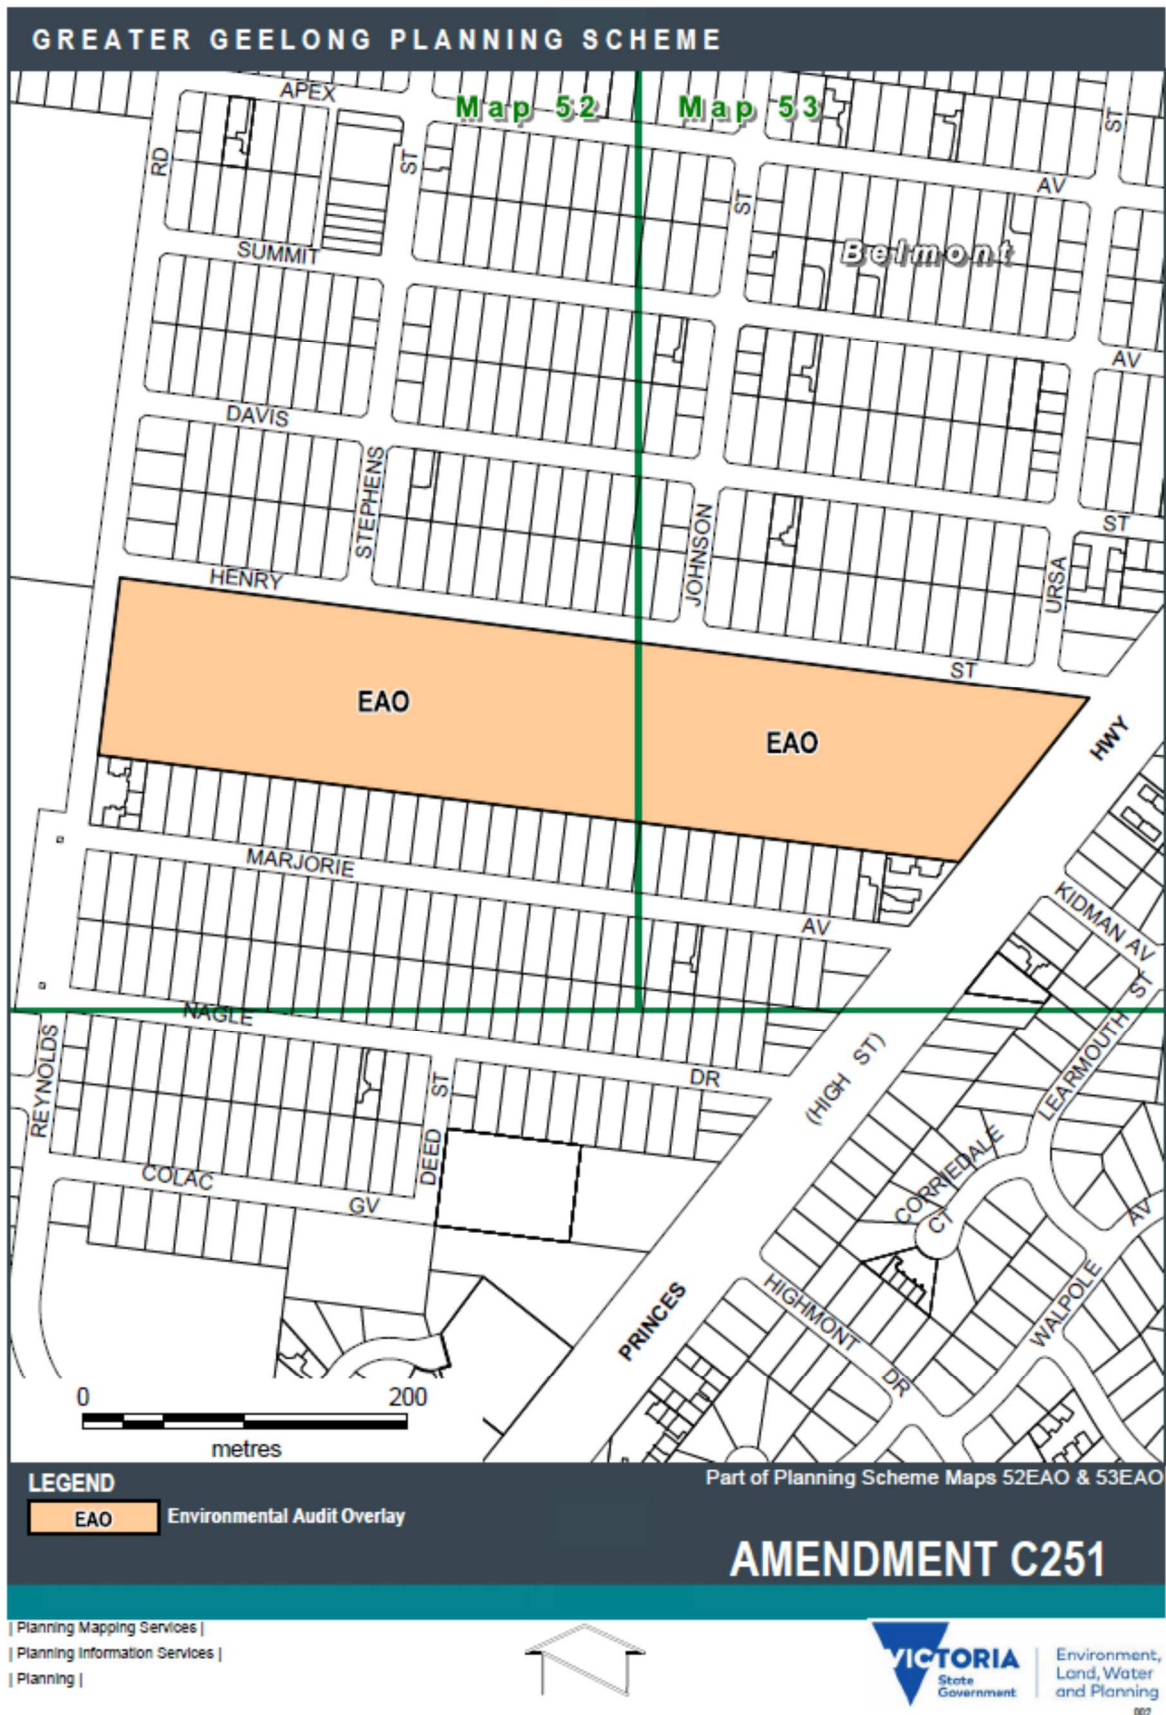 GREATER GEELONG PLANNING SCHEME
APEX
Map 52
Map 53
ST
RD
ST
ST
AV
SUMMIT
Belmont
AV
DAVIS
STEPHENS
JOHNSON
ST
URSA
HENRY
ST
EAO
EAO
HWY
MARJORIE
AV
KIDMAN AV
ST
NAGLE
REYNOLDS
DR
(HIGH ST)
LEARMOUTH
ST
DEED
COLAC
GV
CORRIEDALE
CT
AV
WALPOLE
HIGHMONT
DR
PRINCES
0
200
metres
LEGEND
Part of Planning Scheme Maps 52EAO & 53EAO
EAO
Environmental Audit Overlay
AMENDMENT C251
| Planning Mapping Services |
| Planning Information Services |
| Planning |
VICTORIA
State
Government
Environment,
Land, Water
and Planning
002